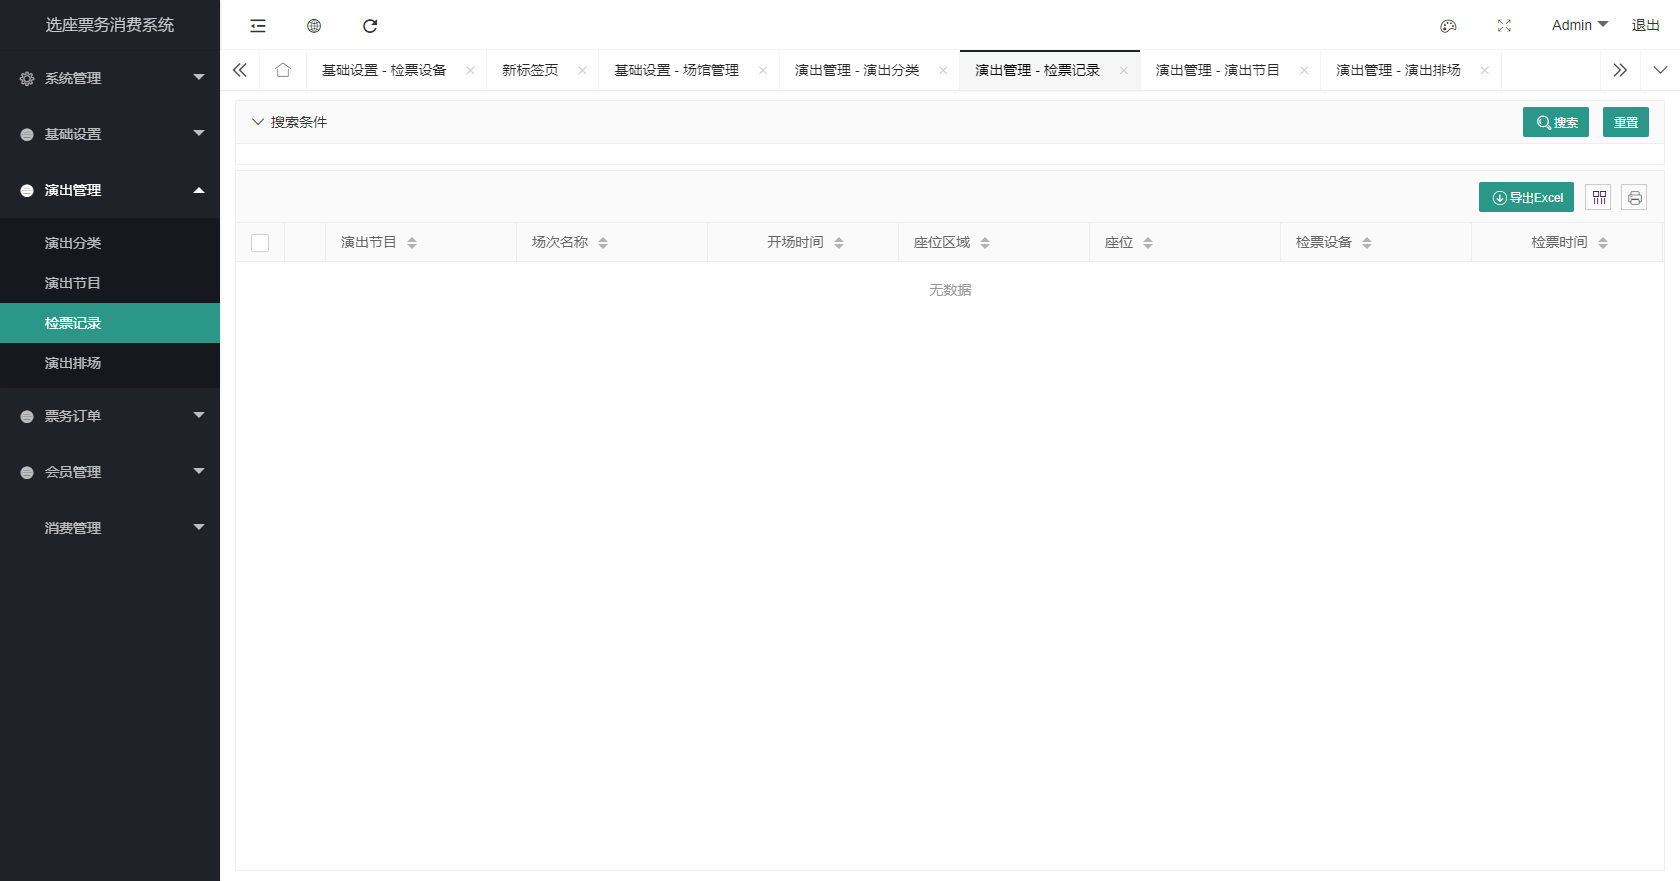 选座票务消费系统
Admin
退出
系统管理
基础设置
演出管理
演出分类
演出节目
检票记录
演出排场
票务订单
会员管理
消费管理
基础设置 - 检票设备
新标签页
基础设置 - 场馆管理
演出管理 - 演出分类
演出管理 - 检票记录
演出管理 - 演出节目
演出管理 - 演出排场
搜索条件
搜索
重置
导出Excel
演出节目
场次名称
开场时间
座位区域
座位
检票设备
检票时间
无数据